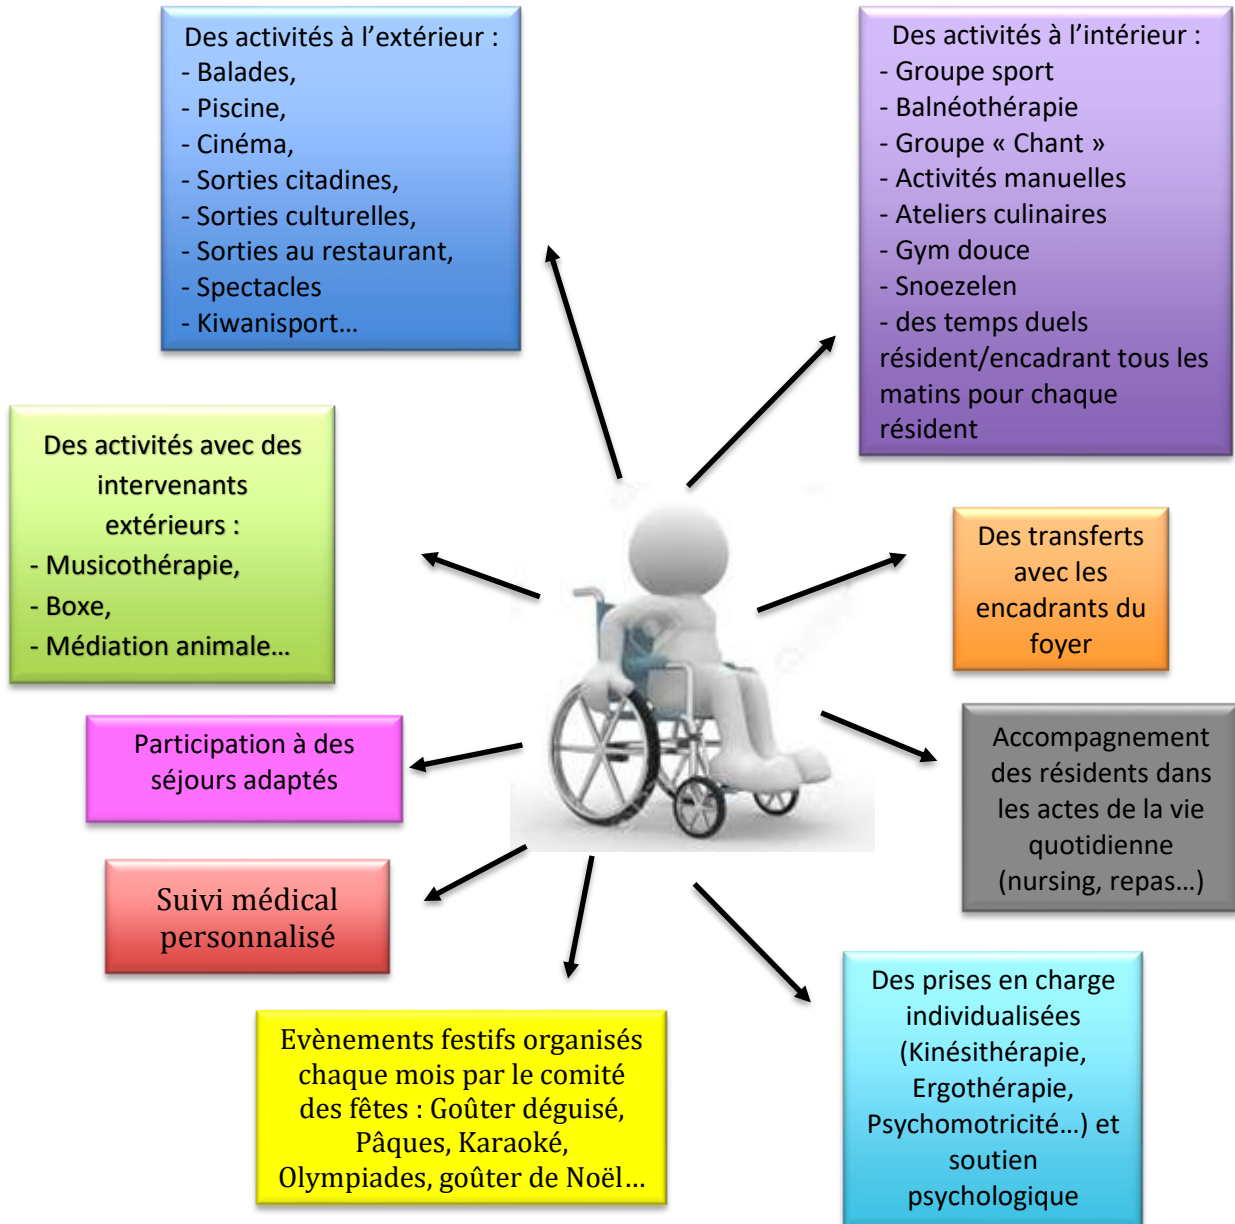 Des activités à l'extérieur :
- Balades,
- Piscine,
- Cinéma,
- Sorties citadines,
- Sorties culturelles,
- Sorties au restaurant,
- Spectacles
- Kiwanisport…
Des activités à l'intérieur :
- Groupe sport
- Balnéothérapie
- Groupe « Chant »
- Activités manuelles
- Ateliers culinaires
- Gym douce
- Snoezelen
- des temps duels
résident/encadrant tous les
matins pour chaque
résident
Des activités avec des
intervenants
extérieurs :
- Musicothérapie,
- Boxe,
- Médiation animale…
Des transferts
avec les
encadrants du
foyer
Participation à des
séjours adaptés
Accompagnement
des résidents dans
les actes de la vie
quotidienne
(nursing, repas…)
Suivi médical
personnalisé
Evènements festifs organisés
chaque mois par le comité
des fêtes : Goûter déguisé,
Pâques, Karaoké,
Olympiades, goûter de Noël…
Des prises en charge
individualisées
(Kinésithérapie,
Ergothérapie,
Psychomotricité…) et
soutien
psychologique